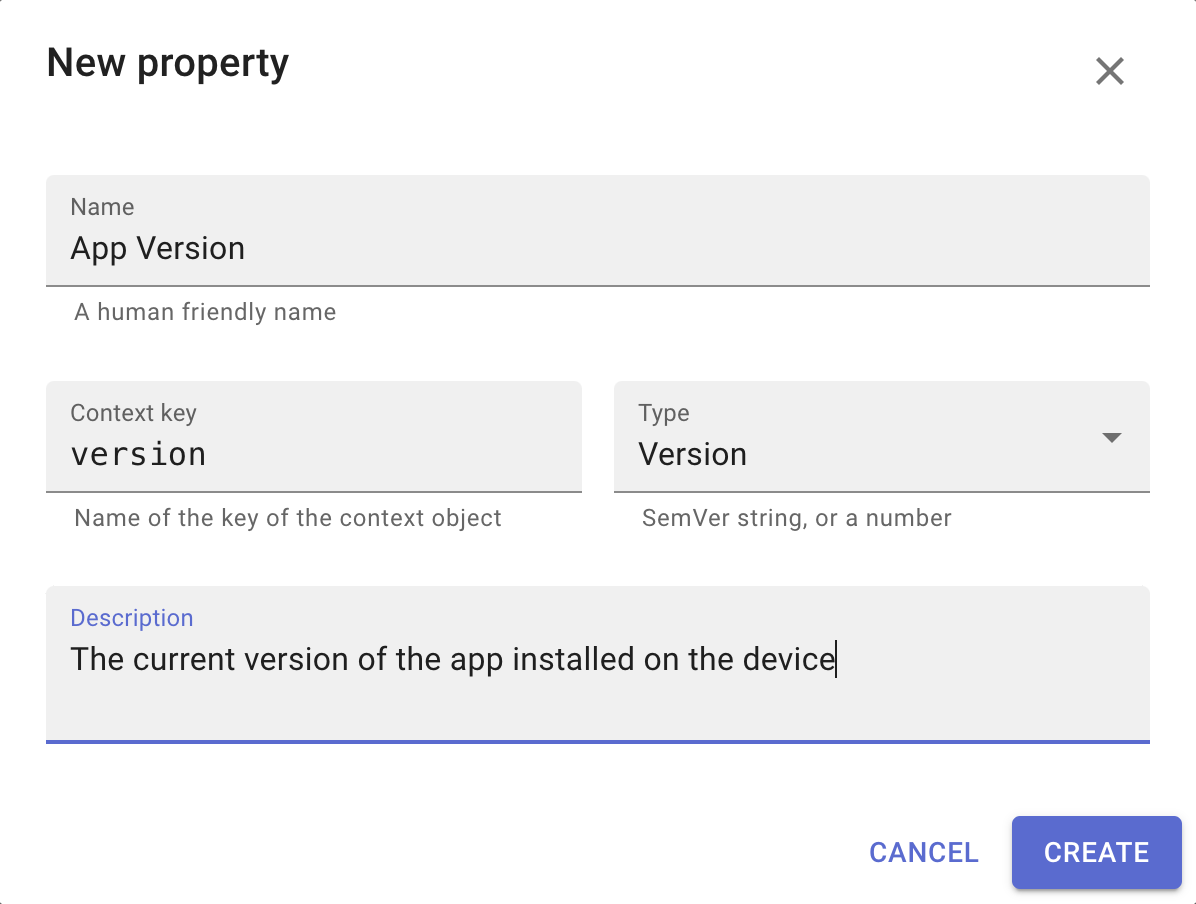 New property
Name
App Version
A human friendly name
Context key
version
Name of the key of the context object
Type
Version
SemVer string, or a number
Description
The current version of the app installed on the device
CANCEL
CREATE